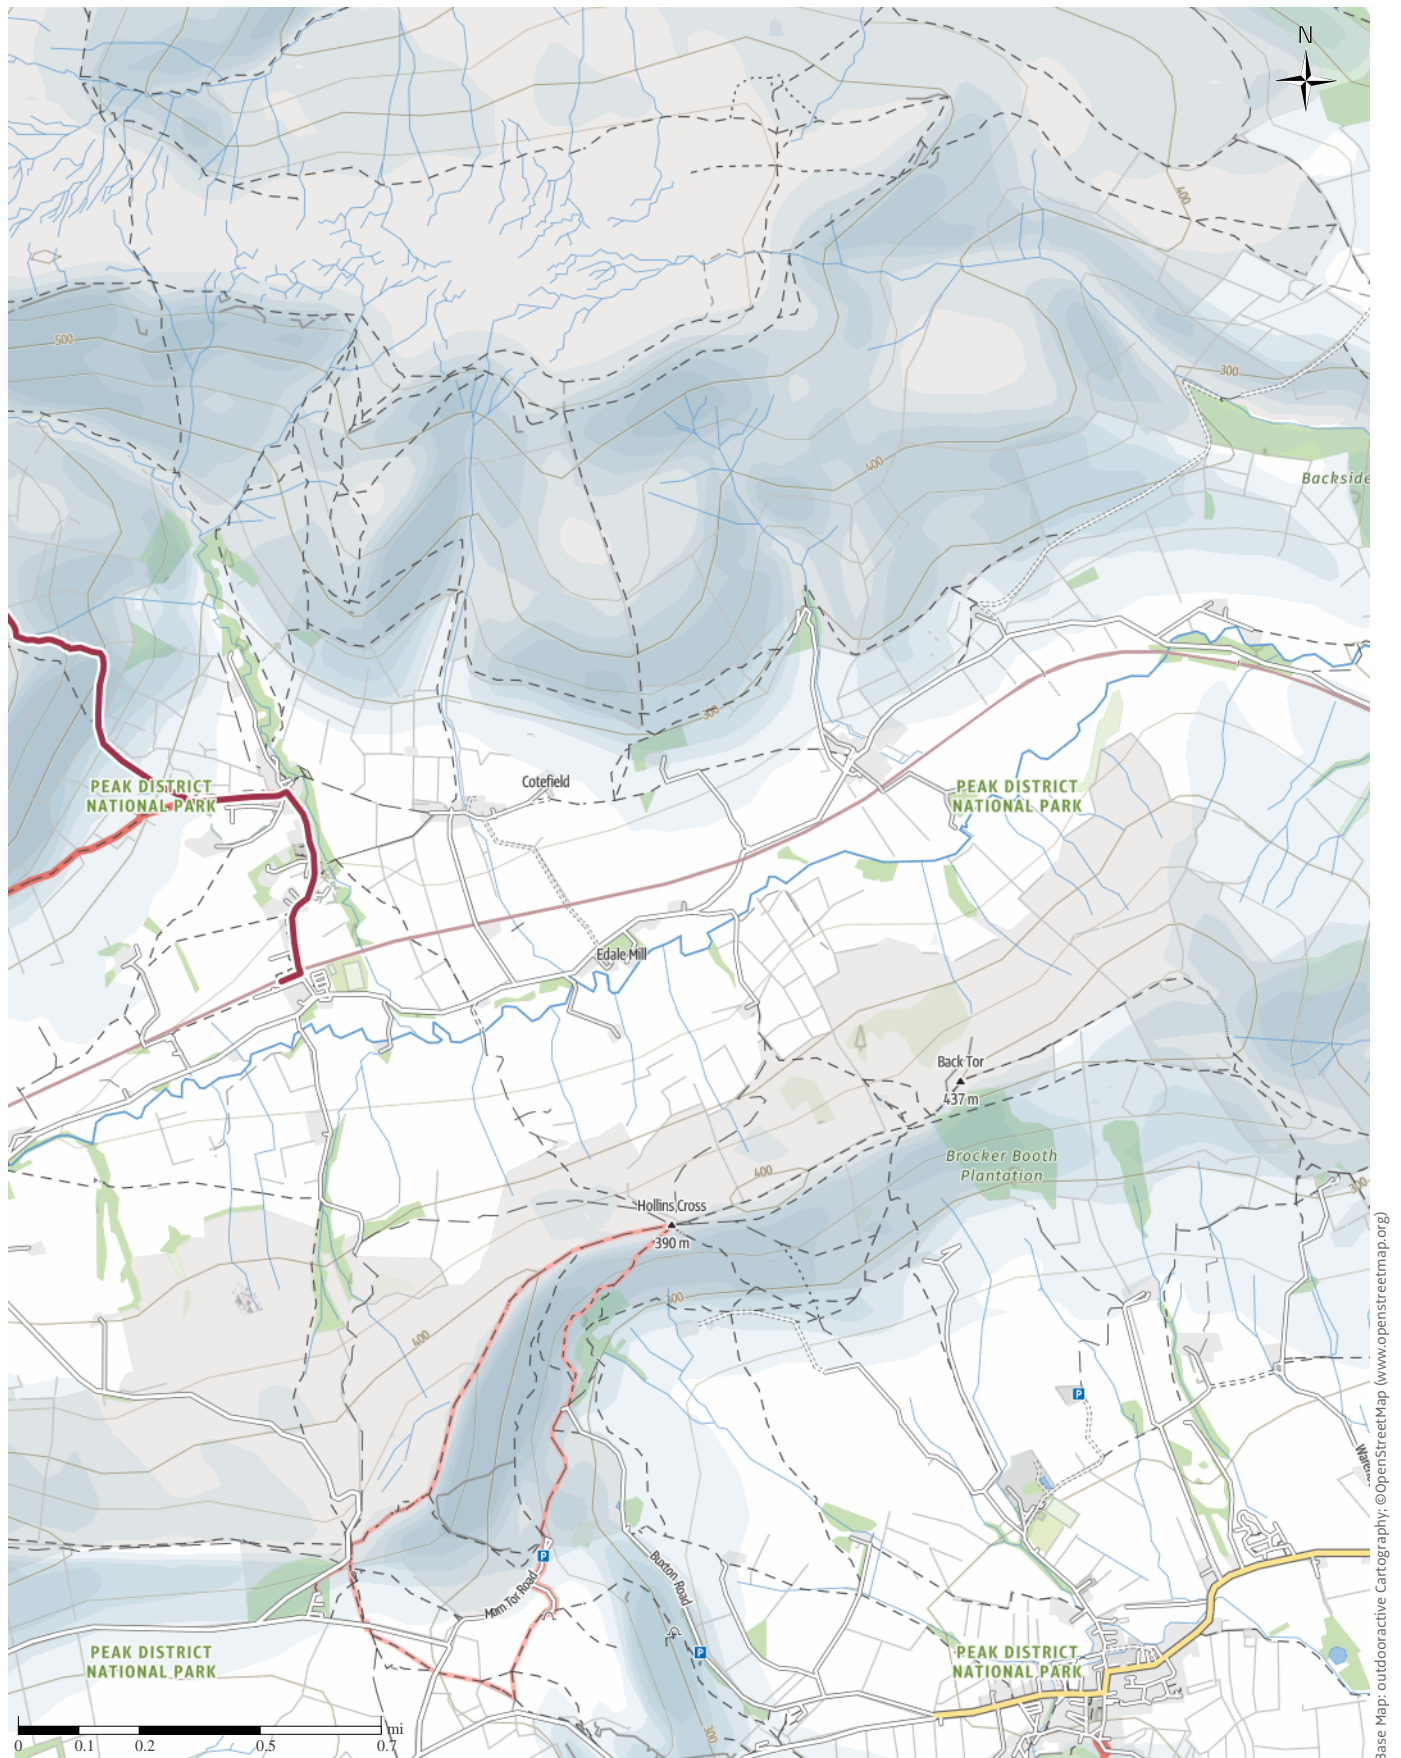 N
400
500
300
400
Backside
300
Cotefield
PEAK DISTRICT
NATIONAL PARK
PEAK DISTRICT
NATIONAL PARK
Edale Mill
Back Tor
437 m
Brocker Booth
Plantation
400
300
Hollins Cross
390 m
300
400
P
Warehо
P
Mam Tor Road
Buxton Road
P
PEAK DISTRICT
NATIONAL PARK
PEAK DISTRICT
NATIONAL PARK
300
mi
0 0.1 0.2 0.5 0.7
Base Map: outdooractive Cartography; ©OpenStreetMap (www.openstreetmap.org)